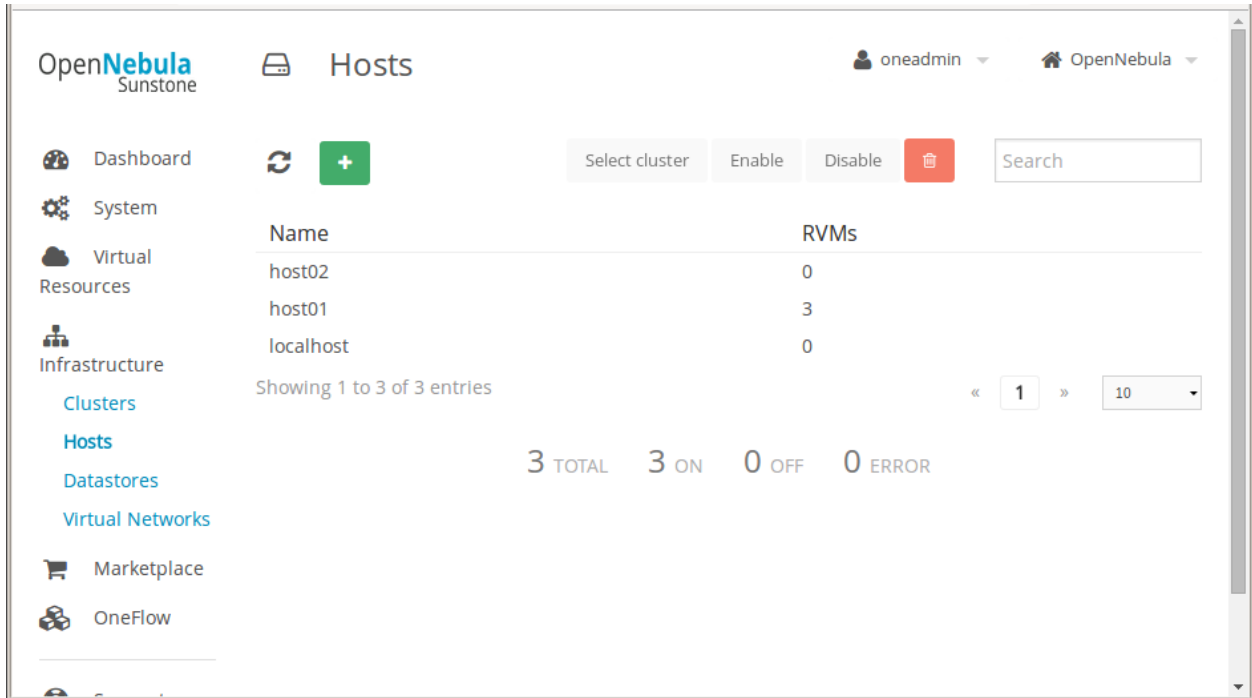 OpenNebula
Sunstone
Hosts
oneadmin
OpenNebula
Dashboard
System
Virtual
Resources
Infrastructure
Clusters
Hosts
Datastores
Virtual Networks
Marketplace
OneFlow
Select cluster
Enable
Disable
Search
Name RVMs
host02 0
host01 3
localhost 0
Showing 1 to 3 of 3 entries
« 1 » 10
3 TOTAL 3 ON 0 OFF 0 ERROR